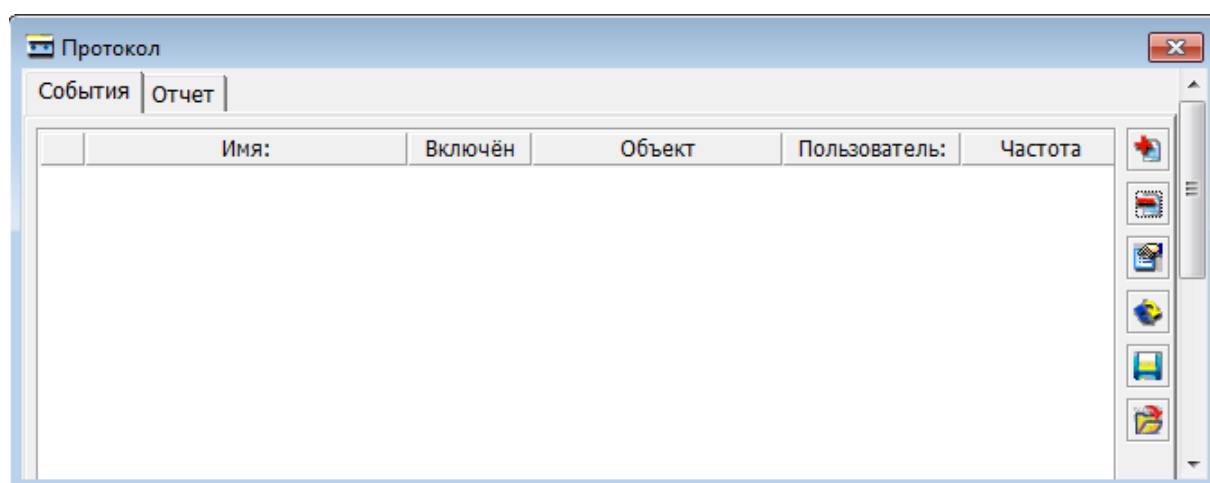 Протокол
События Отчет
Имя: Включён Объект Пользователь: Частота